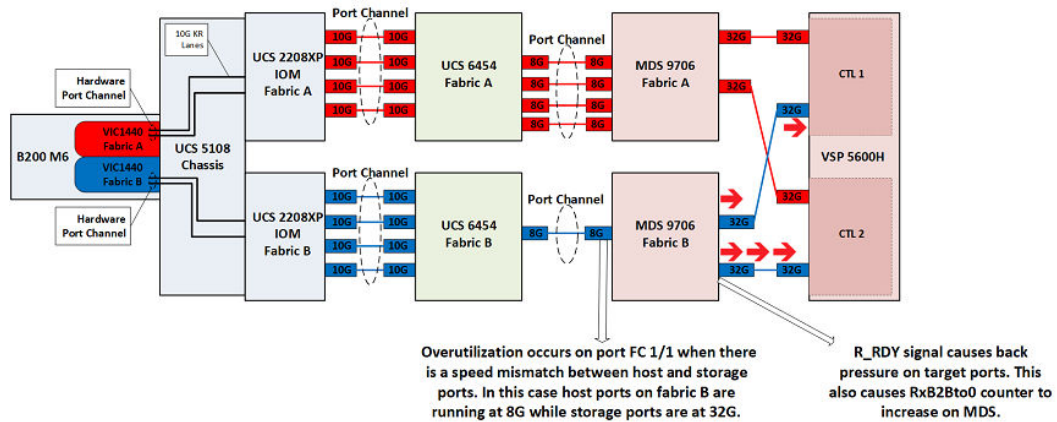 Port Channel
10G KR
Lanes
Hardware
Port Channel
B200 M6
VIC1440
Fabric A
VIC1440
Fabric B
Hardware
Port Channel
UCS 5108
Chassis
UCS 2208XP
IOM
Fabric A
10G 10G
10G 10G
10G 10G
10G 10G
UCS 6454
Fabric A
Port Channel
8G 8G
8G 8G
8G 8G
8G 8G
MDS 9706
Fabric A
32G 32G
32G 32G
CTL 1
VSP 5600H
CTL 2
UCS 2208XP
IOM
Fabric B
10G 10G
10G 10G
10G 10G
10G 10G
UCS 6454
Fabric B
Port Channel
8G 8G
MDS 9706
Fabric B
32G 32G
32G 32G
Overutilization occurs on port FC 1/1 when there
is a speed mismatch between host and storage
ports. In this case host ports on fabric B are
running at 8G while storage ports are at 32G.
R_RDY signal causes back
pressure on target ports. This
also causes RxB2Bto0 counter to
increase on MDS.